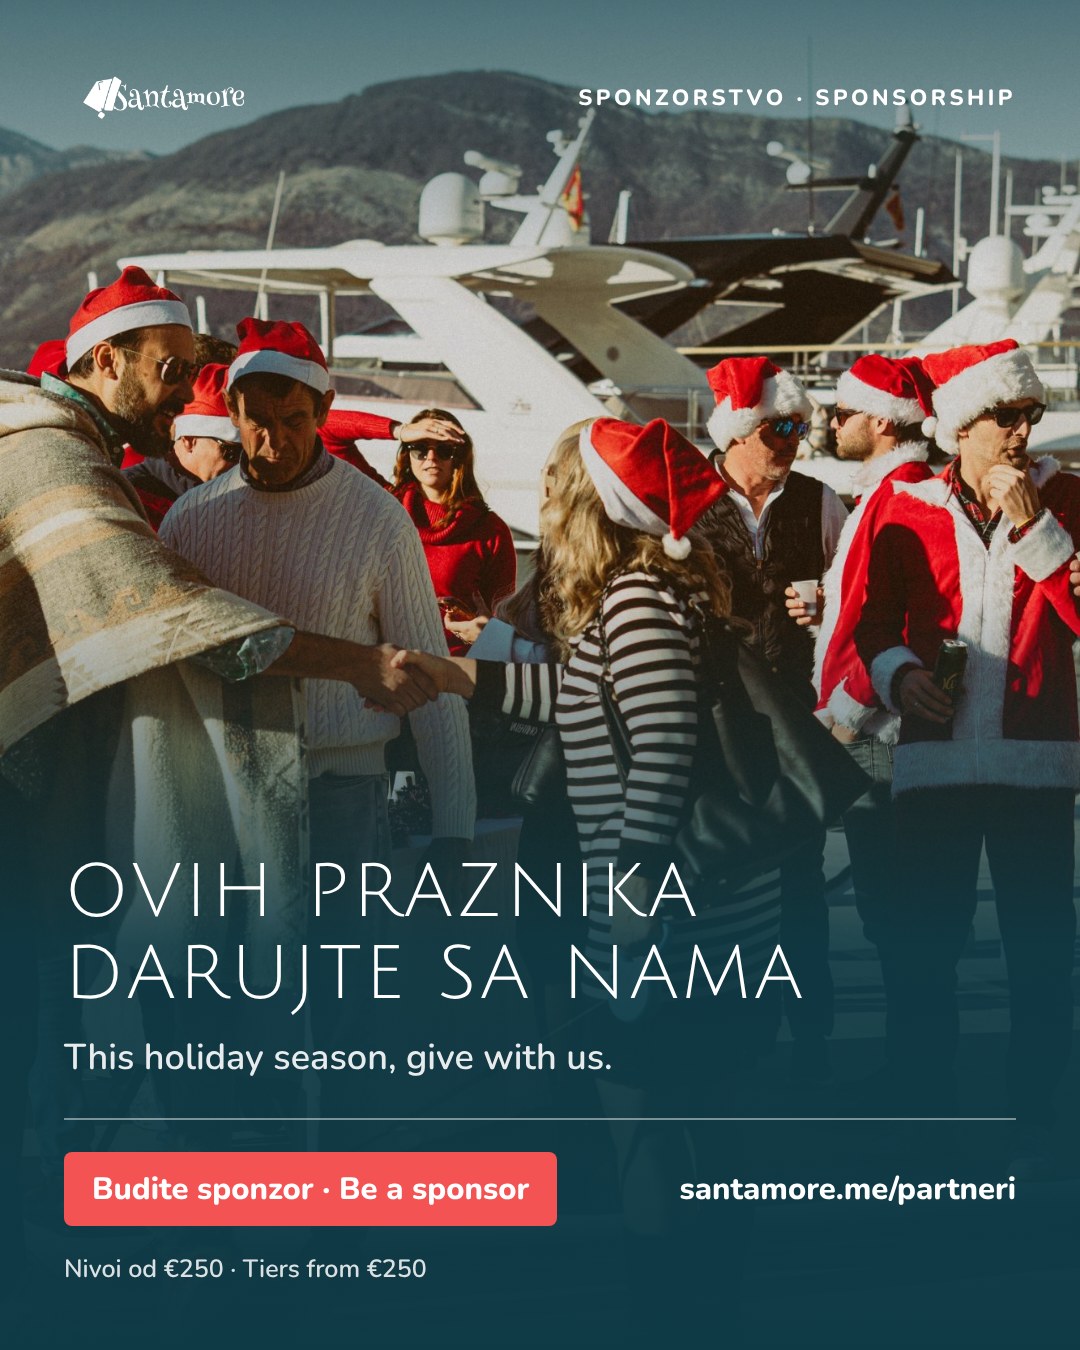 Santamore
SPONZORSTVO · SPONSORSHIP
OVIH PRAZNIKA
DARUJTE SA NAMA
This holiday season, give with us.
Budite sponzor · Be a sponsor
santamore.me/partneri
Nivoi od €250 · Tiers from €250